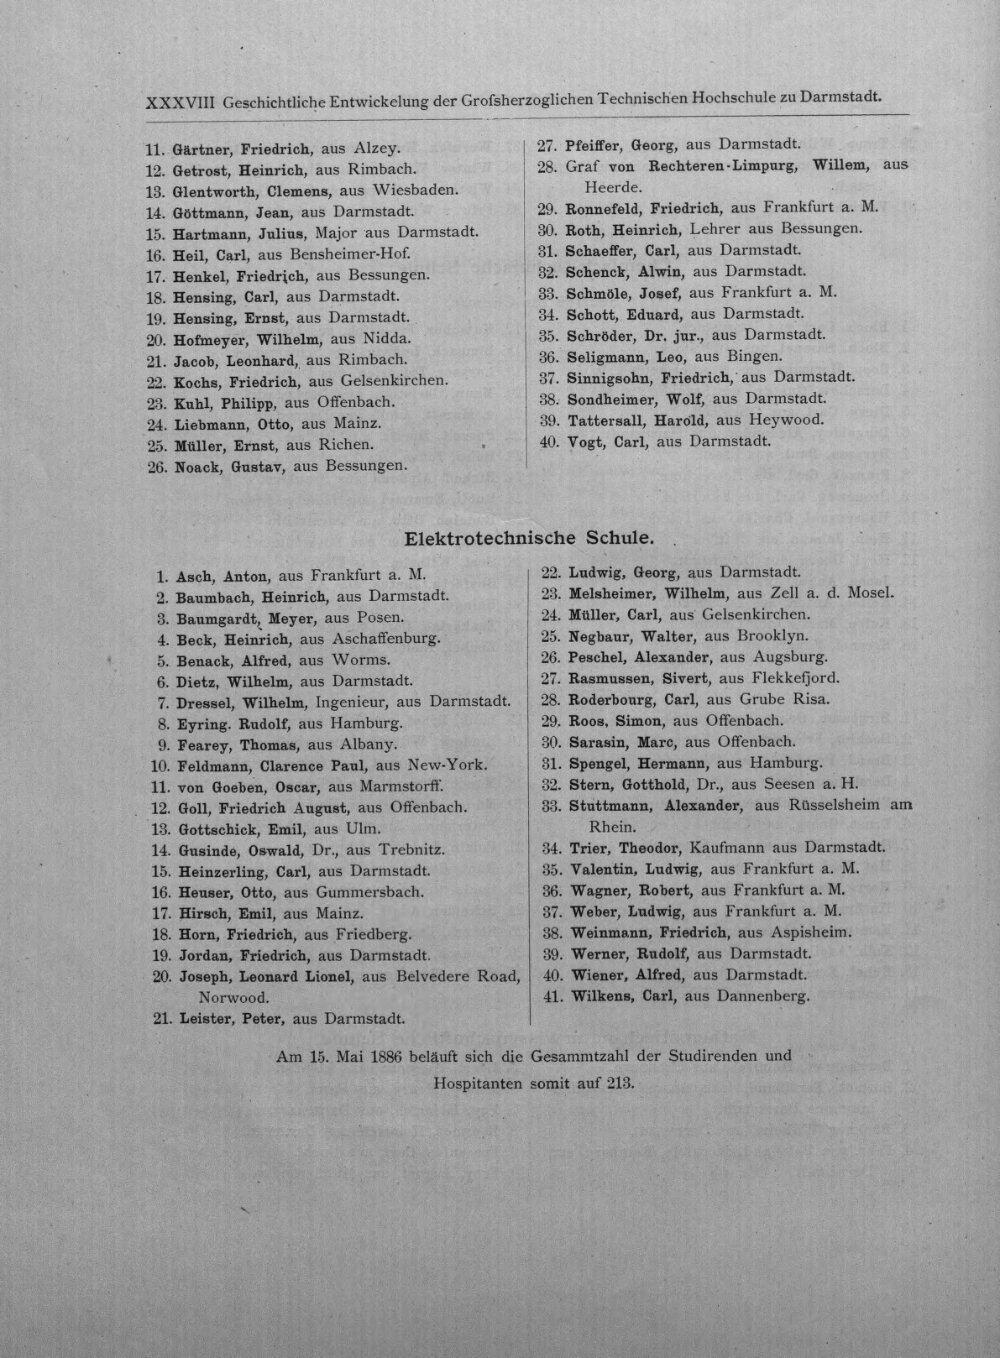 XXXVIII Geschichtliche Entwickelung der Grofsherzoglichen Technischen Hochschule zu Darmstadt.
11. Gärtner, Friedrich, aus Alzey.
12. Getrost, Heinrich, aus Rimbach.
13. Glentworth, Clemens, aus Wiesbaden.
14. Göttmann, Jean, aus Darmstadt.
15. Hartmann, Julius, Major aus Darmstadt.
16. Heil, Carl, aus Bensheimer-Hof.
17. Henkel, Friedrich, aus Bessungen.
18. Hensing, Carl, aus Darmstadt.
19. Hensing, Ernst, aus Darmstadt.
20. Hofmeyer, Wilhelm, aus Nidda.
21. Jacob, Leonhard, aus Rimbach.
22. Kochs, Friedrich, aus Gelsenkirchen.
23. Kuhl, Philipp, aus Offenbach.
24. Liebmann, Otto, aus Mainz.
25. Müller, Ernst, aus Richen.
26. Noack, Gustav, aus Bessungen.
27. Pfeiffer, Georg, aus Darmstadt.
28. Graf von Rechteren-Limpurg, Willem, aus
Heerde.
29. Ronnefeld, Friedrich, aus Frankfurt a. M.
30. Roth, Heinrich, Lehrer aus Bessungen.
31. Schaeffer, Carl, aus Darmstadt.
32. Schenck, Alwin, aus Darmstadt.
33. Schmöle, Josef, aus Frankfurt a. M.
34. Schott, Eduard, aus Darmstadt.
35. Schröder, Dr. jur., aus Darmstadt.
36. Seligmann, Leo, aus Bingen.
37. Sinnigsohn, Friedrich, aus Darmstadt.
38. Sondheimer, Wolf, aus Darmstadt.
39. Tattersall, Harold, aus Heywood.
40. Vogt, Carl, aus Darmstadt.
Elektrotechnische Schule.
1. Asch, Anton, aus Frankfurt a. M.
2. Baumbach, Heinrich, aus Darmstadt.
3. Baumgardt, Meyer, aus Posen.
4. Beck, Heinrich, aus Aschaffenburg.
5. Benack, Alfred, aus Worms.
6. Dietz, Wilhelm, aus Darmstadt.
7. Dressel, Wilhelm, Ingenieur, aus Darmstadt.
8. Eyring. Rudolf, aus Hamburg.
9. Fearey, Thomas, aus Albany.
10. Feldmann, Clarence Paul, aus New-York.
11. von Goeben, Oscar, aus Marmstorff.
12. Goll, Friedrich August, aus Offenbach.
13. Gottschick, Emil, aus Ulm.
14. Gusinde, Oswald, Dr., aus Trebnitz.
15. Heinzerling, Carl, aus Darmstadt.
16. Heuser, Otto, aus Gummersbach.
17. Hirsch, Emil, aus Mainz.
18. Horn, Friedrich, aus Friedberg.
19. Jordan, Friedrich, aus Darmstadt.
20. Joseph, Leonard Lionel, aus Belvedere Road,
Norwood.
21. Leister, Peter, aus Darmstadt.
22. Ludwig, Georg, aus Darmstadt.
23. Melsheimer, Wilhelm, aus Zell a. d. Mosel.
24. Müller, Carl, aus Gelsenkirchen.
25. Negbaur, Walter, aus Brooklyn.
26. Peschel, Alexander, aus Augsburg.
27. Rasmussen, Sivert, aus Flekkefjord.
28. Roderbourg, Carl, aus Grube Risa.
29. Roos, Simon, aus Offenbach.
30. Sarasin, Marc, aus Offenbach.
31. Spengel, Hermann, aus Hamburg.
32. Stern, Gotthold, Dr., aus Seesen a. H.
33. Stuttmann, Alexander, aus Rüsselsheim am
Rhein.
34. Trier, Theodor, Kaufmann aus Darmstadt.
35. Valentin, Ludwig, aus Frankfurt a. M.
36. Wagner, Robert, aus Frankfurt a. M.
37. Weber, Ludwig, aus Frankfurt a. M.
38. Weinmann, Friedrich, aus Aspisheim.
39. Werner, Rudolf, aus Darmstadt.
40. Wiener, Alfred, aus Darmstadt.
41. Wilkens, Carl, aus Dannenberg.
Am 15. Mai 1886 beläuft sich die Gesammtzahl der Studirenden und
Hospitanten somit auf 213.